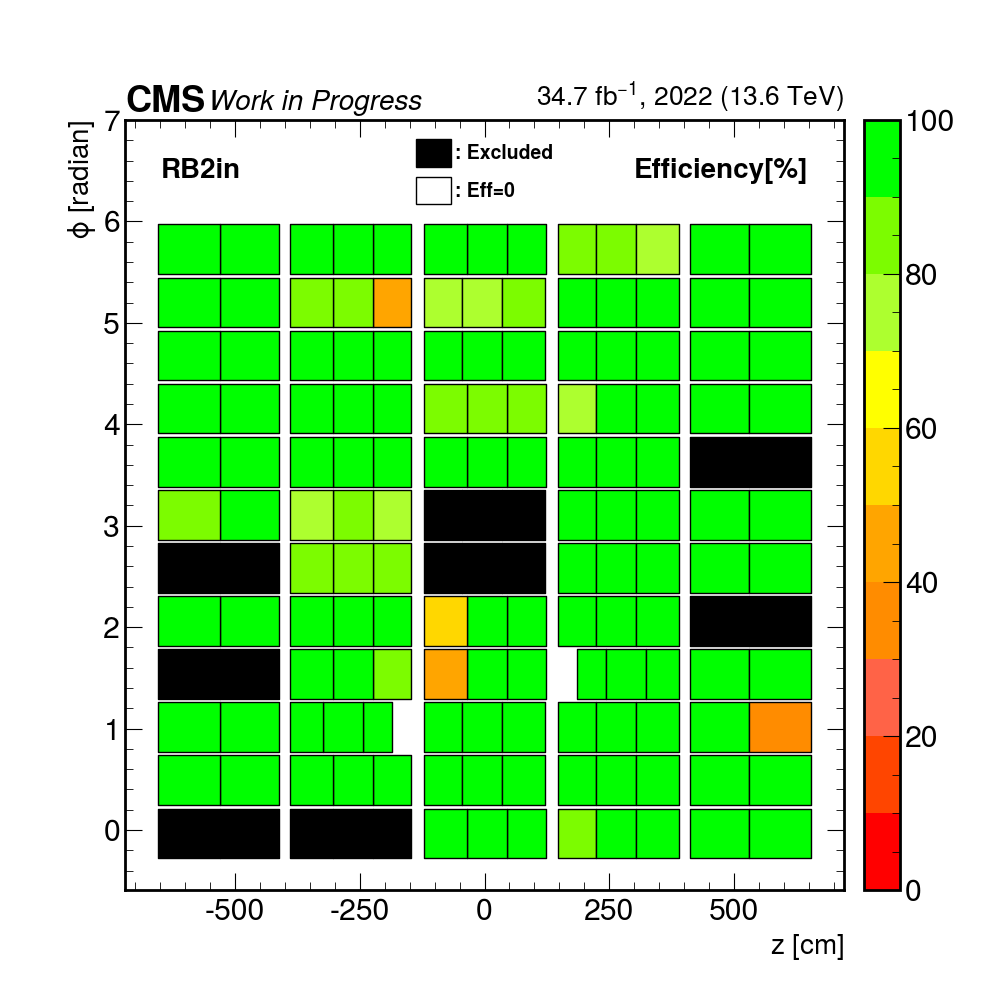 CMS Work in Progress
34.7 fb⁻¹, 2022 (13.6 TeV)
RB2in
: Excluded
: Eff=0
Efficiency[%]
ϕ [radian]
7
6
5
4
3
2
1
0
-500
-250
0
250
500
z [cm]
100
80
60
40
20
0